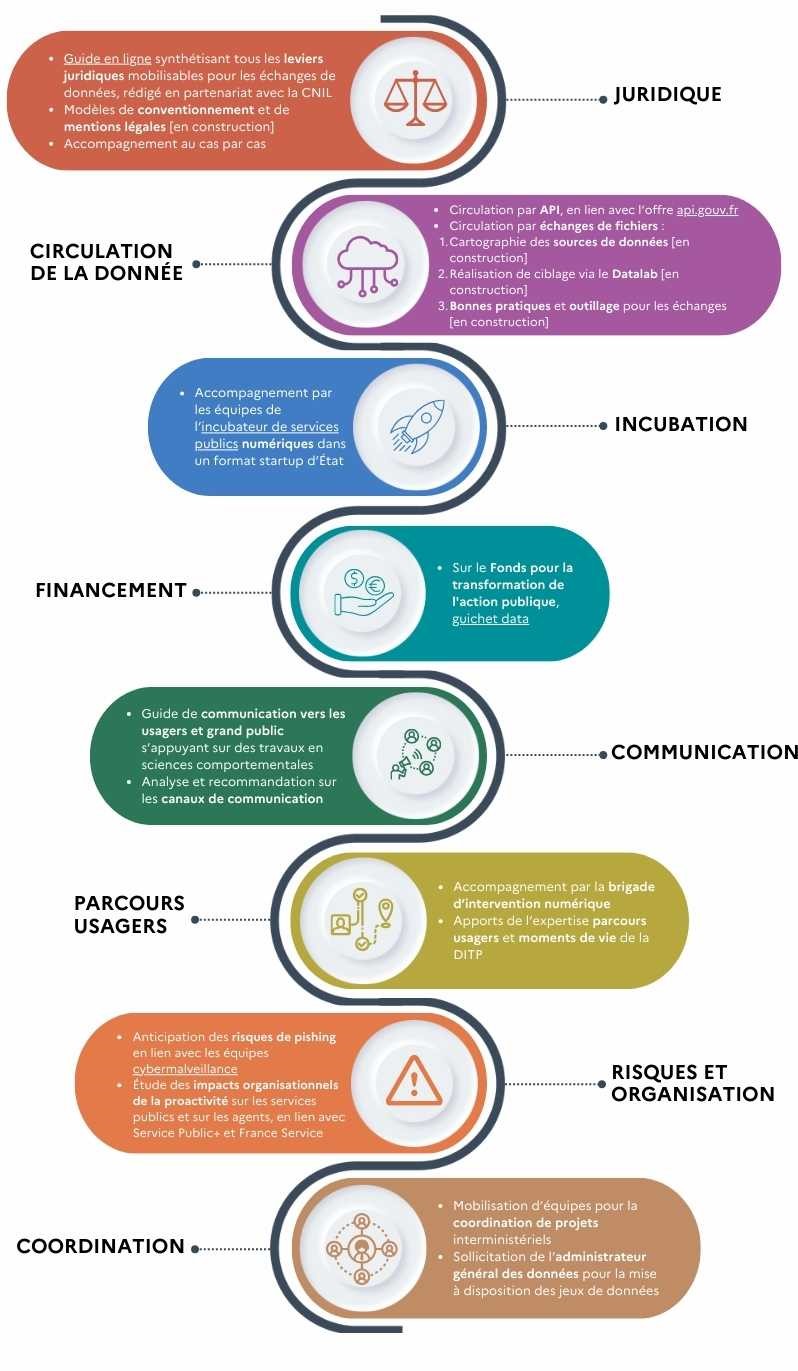 • Guide en ligne synthétisant tous les leviers
juridiques mobilisables pour les échanges de
données, rédigé en partenariat avec la CNIL
• Modèles de conventionnement et de
mentions légales [en construction]
• Accompagnement au cas par cas
JURIDIQUE
CIRCULATION
DE LA DONNÉE
• Circulation par API, en lien avec l'offre api.gouv.fr
• Circulation par échanges de fichiers :
1. Cartographie des sources de données [en
construction]
2. Réalisation de ciblage via le Datalab [en
construction]
3. Bonnes pratiques et outillage pour les échanges
[en construction]
• Accompagnement par
les équipes de
l'incubateur de services
publics numériques dans
un format startup d'État
INCUBATION
FINANCEMENT
$
€
• Sur le Fonds pour la
transformation de
l'action publique,
guichet data
• Guide de communication vers les
usagers et grand public
s'appuyant sur des travaux en
sciences comportementales
• Analyse et recommandation sur
les canaux de communication
COMMUNICATION
PARCOURS
USAGERS
• Accompagnement par la brigade
d'intervention numérique
• Apports de l'expertise parcours
usagers et moments de vie de la
DITP
• Anticipation des risques de pishing
en lien avec les équipes
cybermalveillance
• Étude des impacts organisationnels
de la proactivité sur les services
publics et sur les agents, en lien avec
Service Public+ et France Service
RISQUES ET
ORGANISATION
COORDINATION
• Mobilisation d'équipes pour la
coordination de projets
interministériels
• Sollicitation de l'administrateur
général des données pour la mise
à disposition des jeux de données